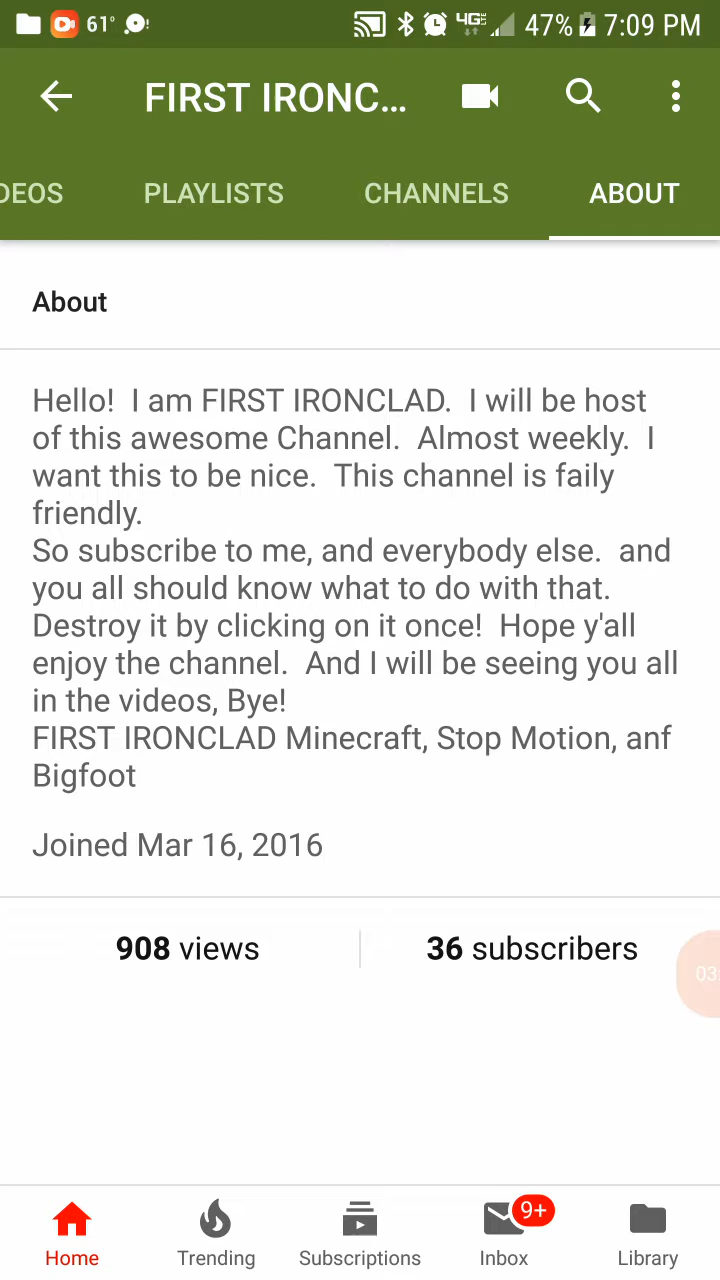 61° 4G LTE 47% 7:09 PM
FIRST IRONC...
DEOS PLAYLISTS CHANNELS ABOUT
About
Hello!  I am FIRST IRONCLAD.  I will be host
of this awesome Channel.  Almost weekly.  I
want this to be nice.  This channel is faily
friendly.
So subscribe to me, and everybody else.  and
you all should know what to do with that.
Destroy it by clicking on it once!  Hope y'all
enjoy the channel.  And I will be seeing you all
in the videos, Bye!
FIRST IRONCLAD Minecraft, Stop Motion, anf
Bigfoot
Joined Mar 16, 2016
908 views 36 subscribers
03:
9+
Home Trending Subscriptions Inbox Library